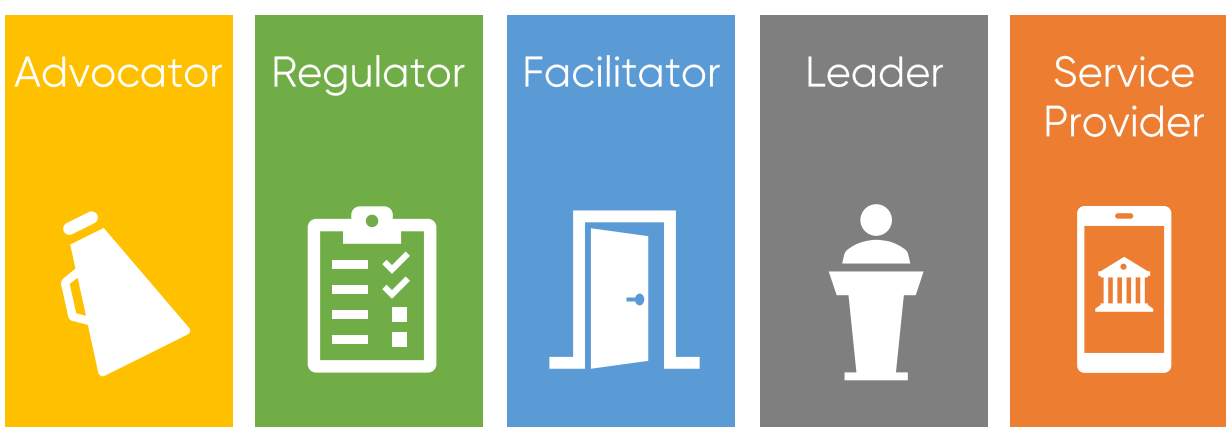 Advocator
Regulator
Facilitator
Leader
Service
Provider